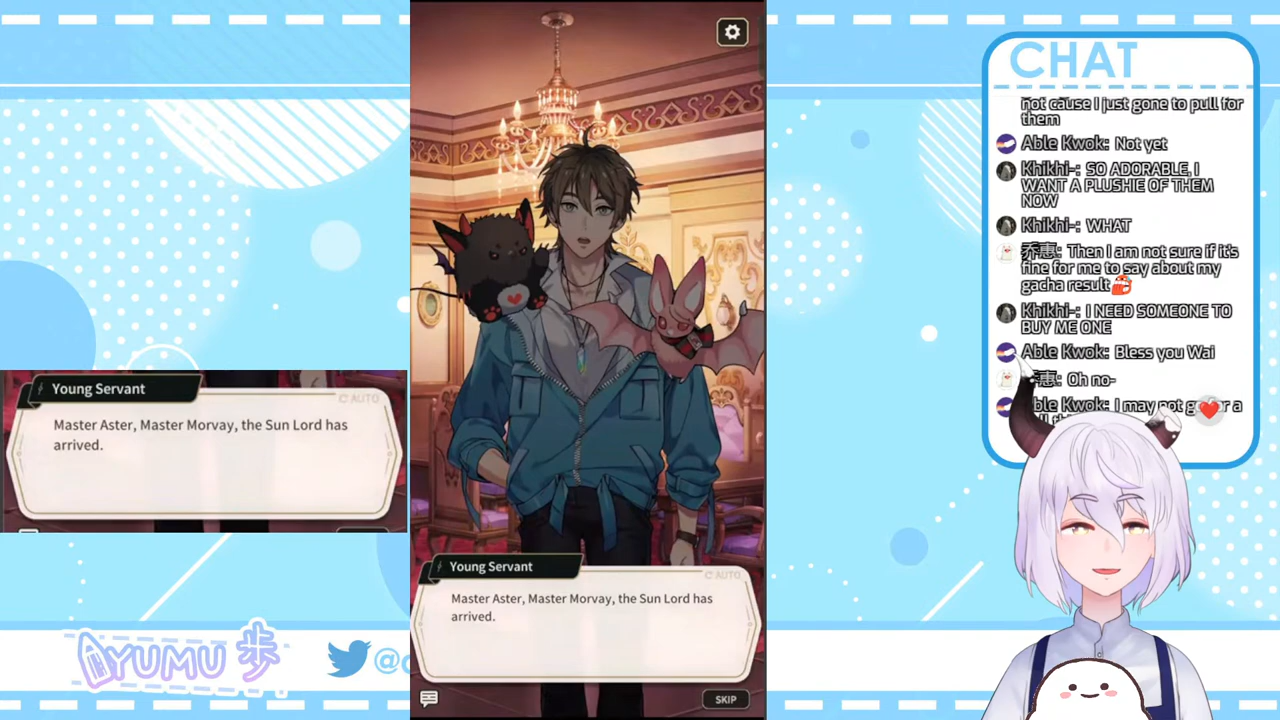 Young Servant
AUTO
Master Aster, Master Morvay, the Sun Lord has
arrived.
Young Servant
AUTO
Master Aster, Master Morvay, the Sun Lord has
arrived.
SKIP
AYUMU 歩
CHAT
not cause I just gone to pull for
them
Able Kwok: Not yet
Khikhi-: SO ADORABLE, I
WANT A PLUSHIE OF THEM
NOW
Khikhi-: WHAT
乔惠: Then I am not sure if it's
fine for me to say about my
gacha result
Khikhi-: I NEED SOMEONE TO
BUY ME ONE
Able Kwok: Bless you Wai
惠: Oh no-
ble Kwok: I may not